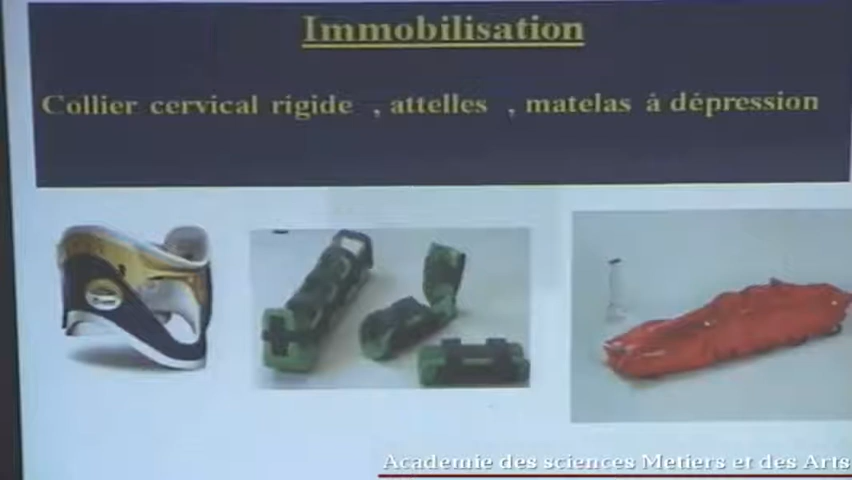 Immobilisation
Collier cervical rigide , attelles , matelas à dépression
Academie des sciences Metiers et des Arts